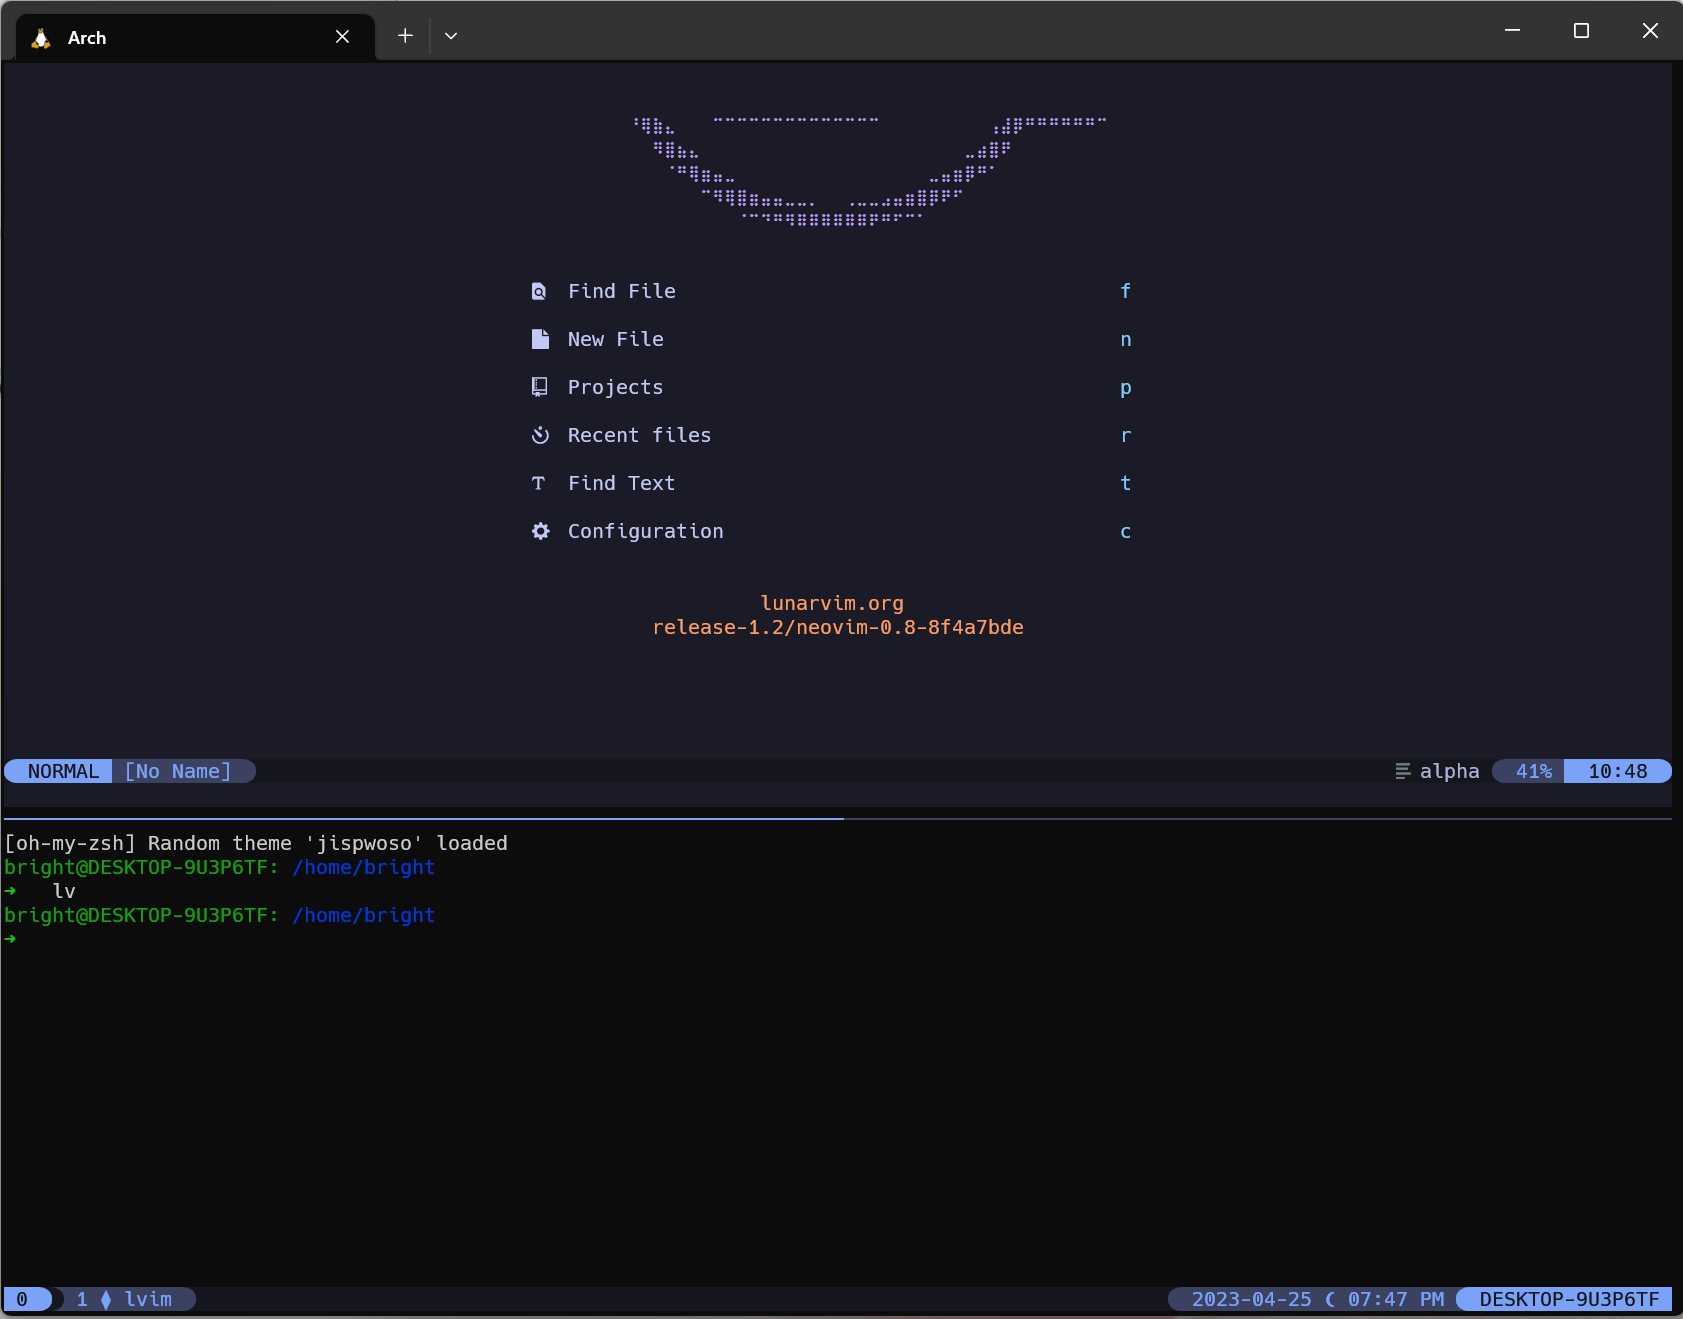 Arch
Find File f
New File n
Projects p
Recent files r
Find Text t
Configuration c
lunarvim.org
release-1.2/neovim-0.8-8f4a7bde
NORMAL [No Name] alpha 41% 10:48
[oh-my-zsh] Random theme 'jispwoso' loaded
bright@DESKTOP-9U3P6TF: /home/bright
➜ lv
bright@DESKTOP-9U3P6TF: /home/bright
➜
0 1 lvim 2023-04-25 07:47 PM DESKTOP-9U3P6TF